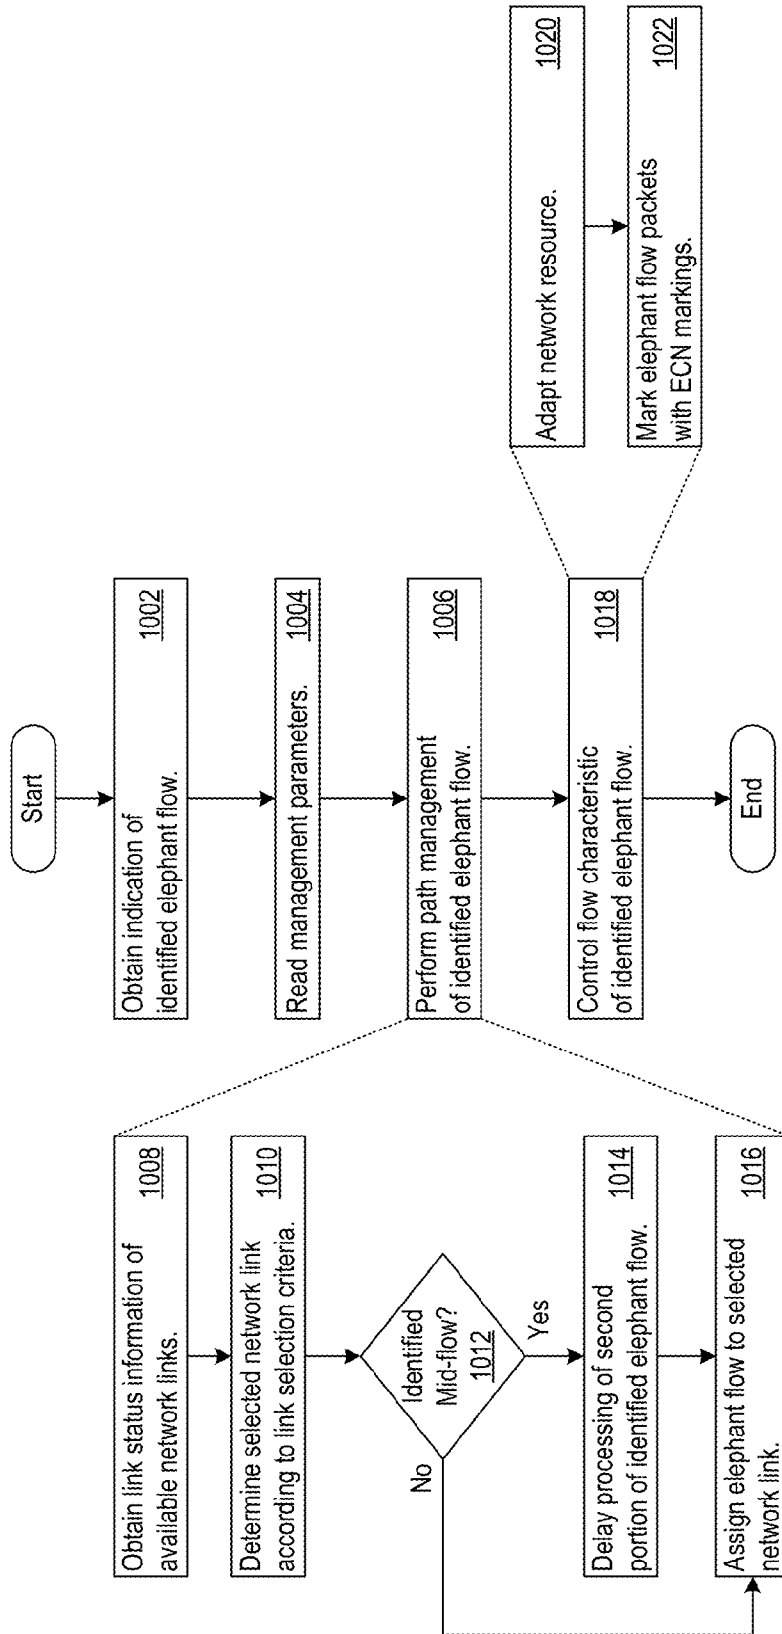 Start
Obtain indication of
identified elephant flow.
1002
Read management parameters.
1004
Perform path management
of identified elephant flow.
1006
Obtain link status information of
available network links.
1008
Determine selected network link
according to link selection criteria.
1010
Identified
Mid-flow?
1012
No
Yes
Delay processing of second
portion of identified elephant flow.
1014
Assign elephant flow to selected
network link.
1016
Control flow characteristic
of identified elephant flow.
1018
Adapt network resource.
1020
Mark elephant flow packets
with ECN markings.
1022
End